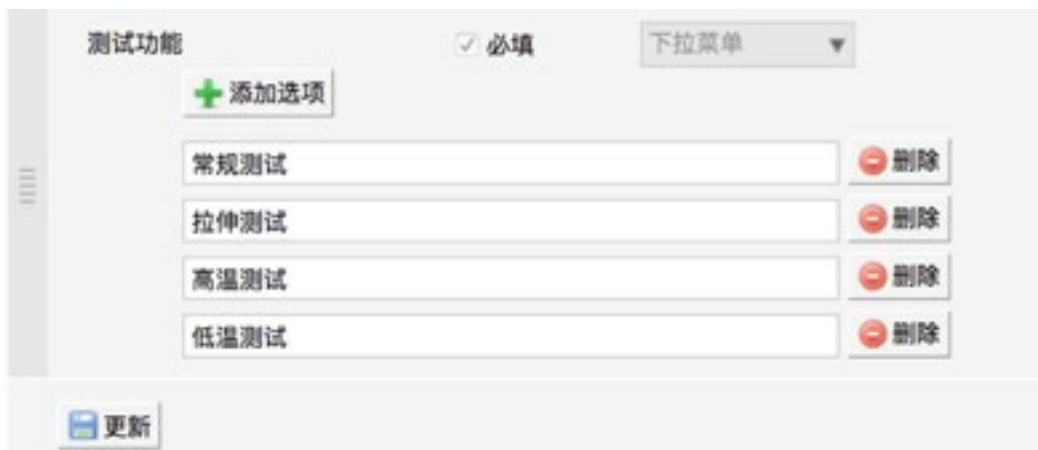 测试功能 必填 下拉菜单
添加选项
常规测试 删除
拉伸测试 删除
高温测试 删除
低温测试 删除
更新